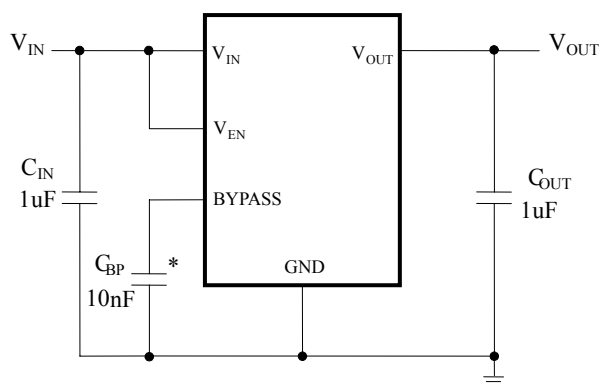 VIN
VIN
VOUT
VOUT
VEN
CIN
1uF
BYPASS
COUT
1uF
CBP *
10nF
GND